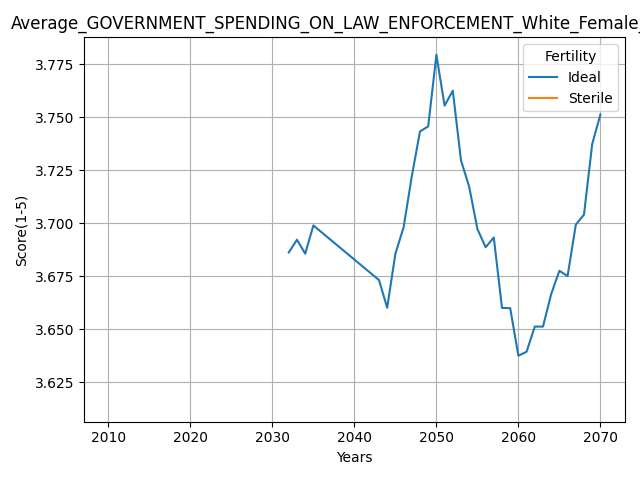 Average_GOVERNMENT_SPENDING_ON_LAW_ENFORCEMENT_White_Female_
Fertility
Ideal
Sterile
3.775
3.750
3.725
3.700
3.675
3.650
3.625
Score(1-5)
2010 2020 2030 2040 2050 2060 2070
Years